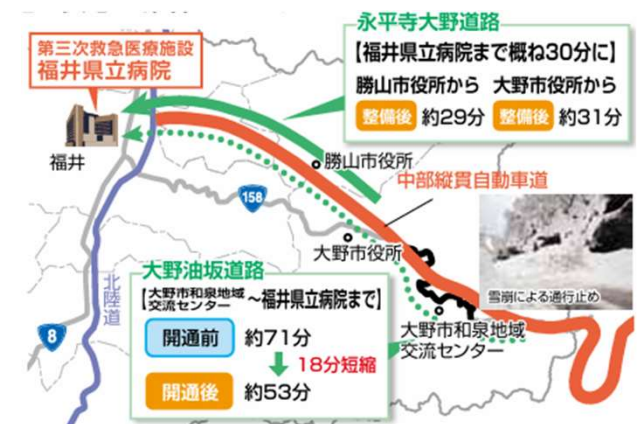 第三次救急医療施設
福井県立病院
福井
永平寺大野道路
【福井県立病院まで概ね30分に】
勝山市役所から 大野市役所から
整備後 約29分 整備後 約31分
勝山市役所
中部縦貫自動車道
158
大野市役所
雪崩による通行止め
北陸道
8
大野油坂道路
【大野市和泉地域交流センター~福井県立病院まで】
開通前 約71分
18分短縮
開通後 約53分
大野市和泉地域
交流センター